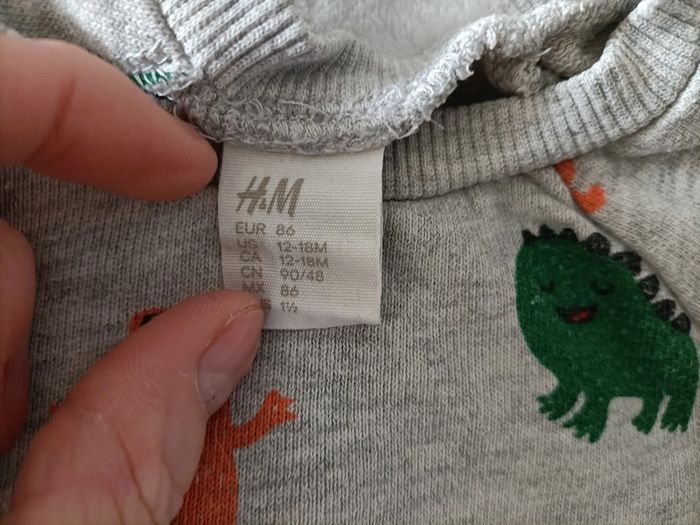 H&M
EUR 86
US 12-18M
CA 12-18M
CN 90/48
MX 86
1½